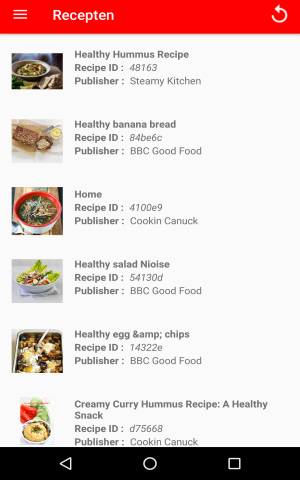 Recepten
Healthy Hummus Recipe
Recipe ID : 48163
Publisher : Steamy Kitchen
Healthy banana bread
Recipe ID : 84be6c
Publisher : BBC Good Food
Home
Recipe ID : 4100e9
Publisher : Cookin Canuck
Healthy salad Nioise
Recipe ID : 54130d
Publisher : BBC Good Food
Healthy egg &amp; chips
Recipe ID : 14322e
Publisher : BBC Good Food
Creamy Curry Hummus Recipe: A Healthy
Snack
Recipe ID : d75668
Publisher : Cookin Canuck